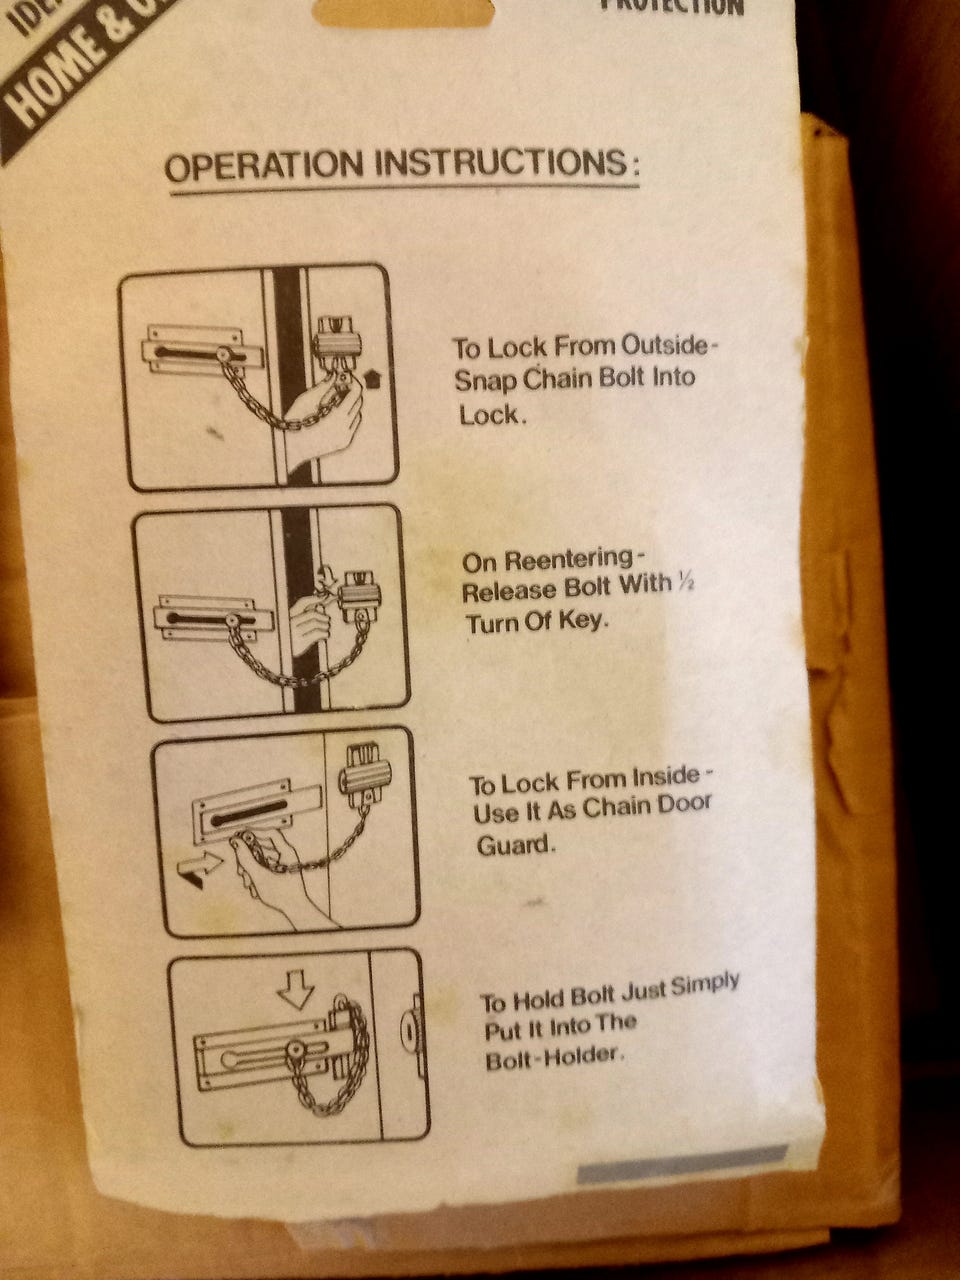 HOME &
PROTECTION
OPERATION INSTRUCTIONS:
To Lock From Outside-
Snap Chain Bolt Into
Lock.
On Reentering-
Release Bolt With ½
Turn Of Key.
To Lock From Inside-
Use It As Chain Door
Guard.
To Hold Bolt Just Simply
Put It Into The
Bolt-Holder.